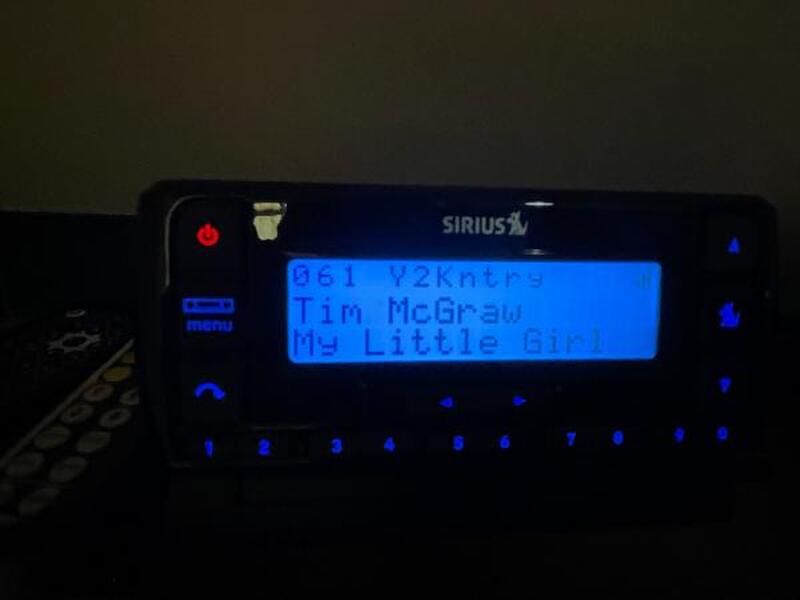 SIRIUS
061 Y2Kntry
Tim McGraw
My Little Girl
menu
1 2 3 4 5 6 7 8 9 0